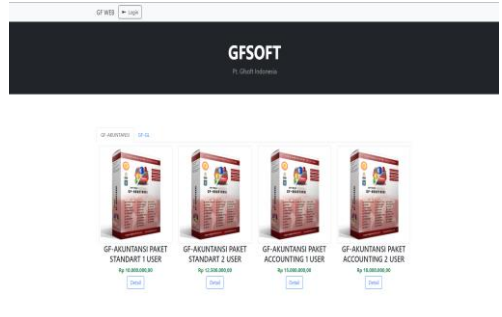 GF WEB Login
GFSOFT
Pt. Gfsoft Indonesia
GF-AKUNTANSI GF-GL
GF-AKUNTANSI PAKET STANDART 1 USER
Rp 10.000.000,00
Detail
GF-AKUNTANSI PAKET STANDART 2 USER
Rp 12.500.000,00
Detail
GF-AKUNTANSI PAKET ACCOUNTING 1 USER
Rp 15.000.000,00
Detail
GF-AKUNTANSI PAKET ACCOUNTING 2 USER
Rp 18.000.000,00
Detail